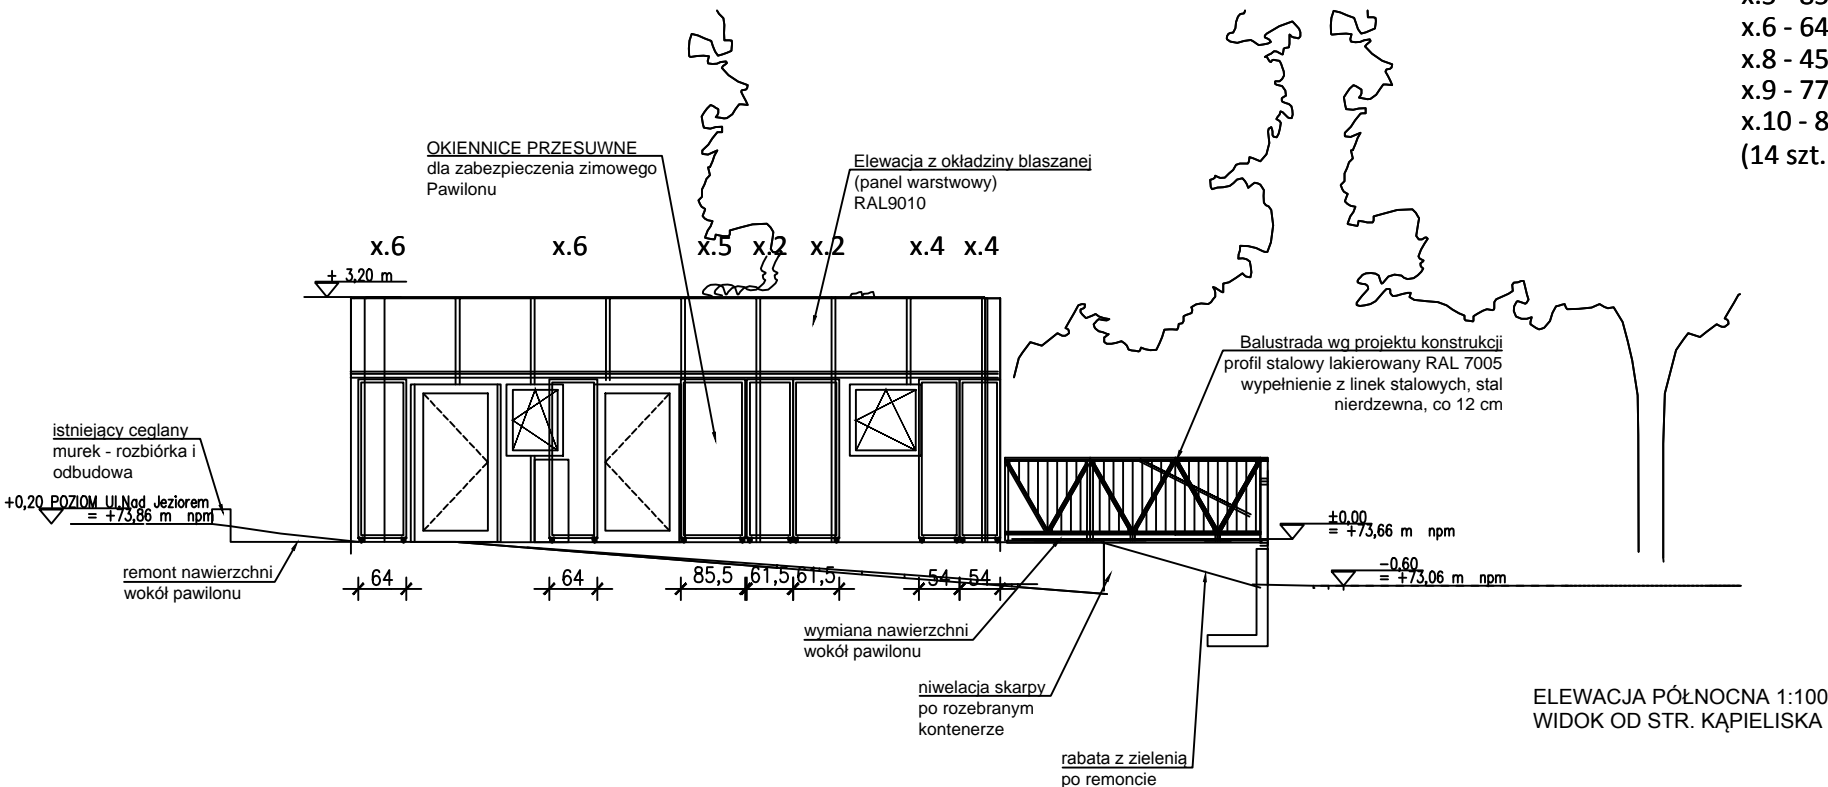 x.6 - 64
x.8 - 45
x.9 - 77
x.10 - 8
(14 szt.
OKIENNICE PRZESUWNE
dla zabezpieczenia zimowego
Pawilonu
Elewacja z okładziny blaszanej
(panel warstwowy)
RAL9010
x.6 x.6 x.5 x.2 x.2 x.4 x.4
+ 3,20 m
Balustrada wg projektu konstrukcji
profil stalowy lakierowany RAL 7005
wypełnienie z linek stalowych, stal
nierdzewna, co 12 cm
istniejący ceglany
murek - rozbiórka i
odbudowa
+0,20 POZIOM Ul.Nad Jeziorem
= +73,86 m npm
±0,00
= +73,66 m npm
-0,60
= +73,06 m npm
remont nawierzchni
wokół pawilonu
64 64 85,5 61,5 61,5 54 54
wymiana nawierzchni
wokół pawilonu
niwelacja skarpy
po rozebranym
kontenerze
rabata z zielenią
po remoncie
ELEWACJA PÓŁNOCNA 1:100
WIDOK OD STR. KĄPIELISKA